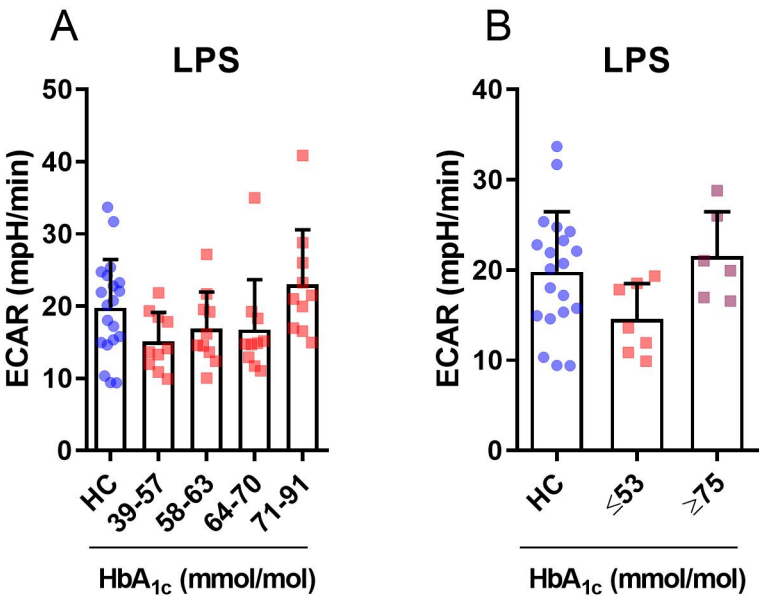 A
LPS
ECAR (mpH/min)
50
40
30
20
10
0
HC
39-57
58-63
64-70
71-91
HbA1c (mmol/mol)
B
LPS
ECAR (mpH/min)
40
30
20
10
0
HC
≤53
≥75
HbA1c (mmol/mol)